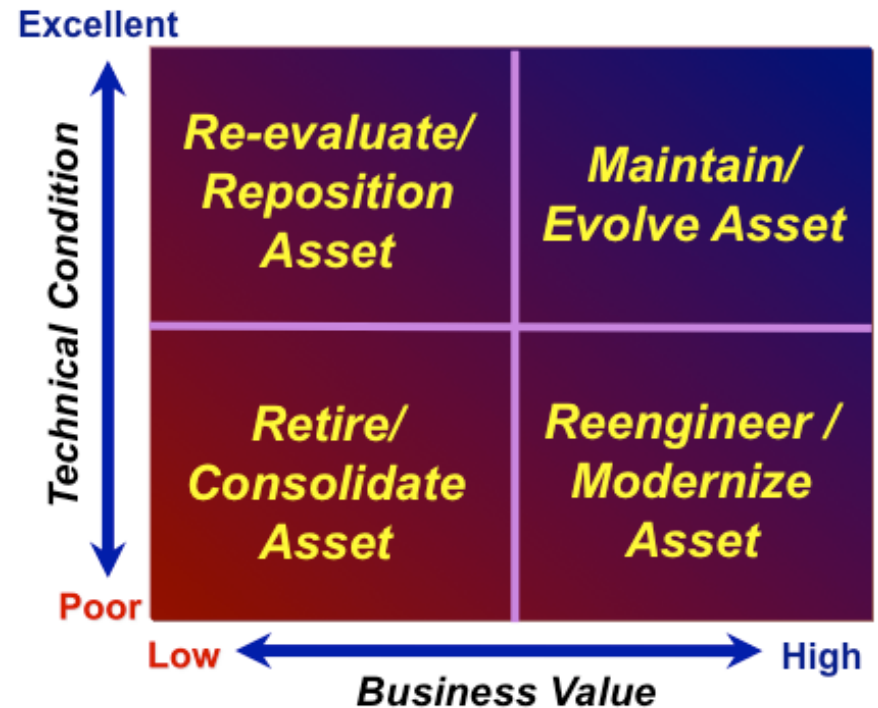 Excellent
Technical Condition
Re-evaluate/
Reposition
Asset
Maintain/
Evolve Asset
Retire/
Consolidate
Asset
Reengineer /
Modernize
Asset
Poor
Low
High
Business Value